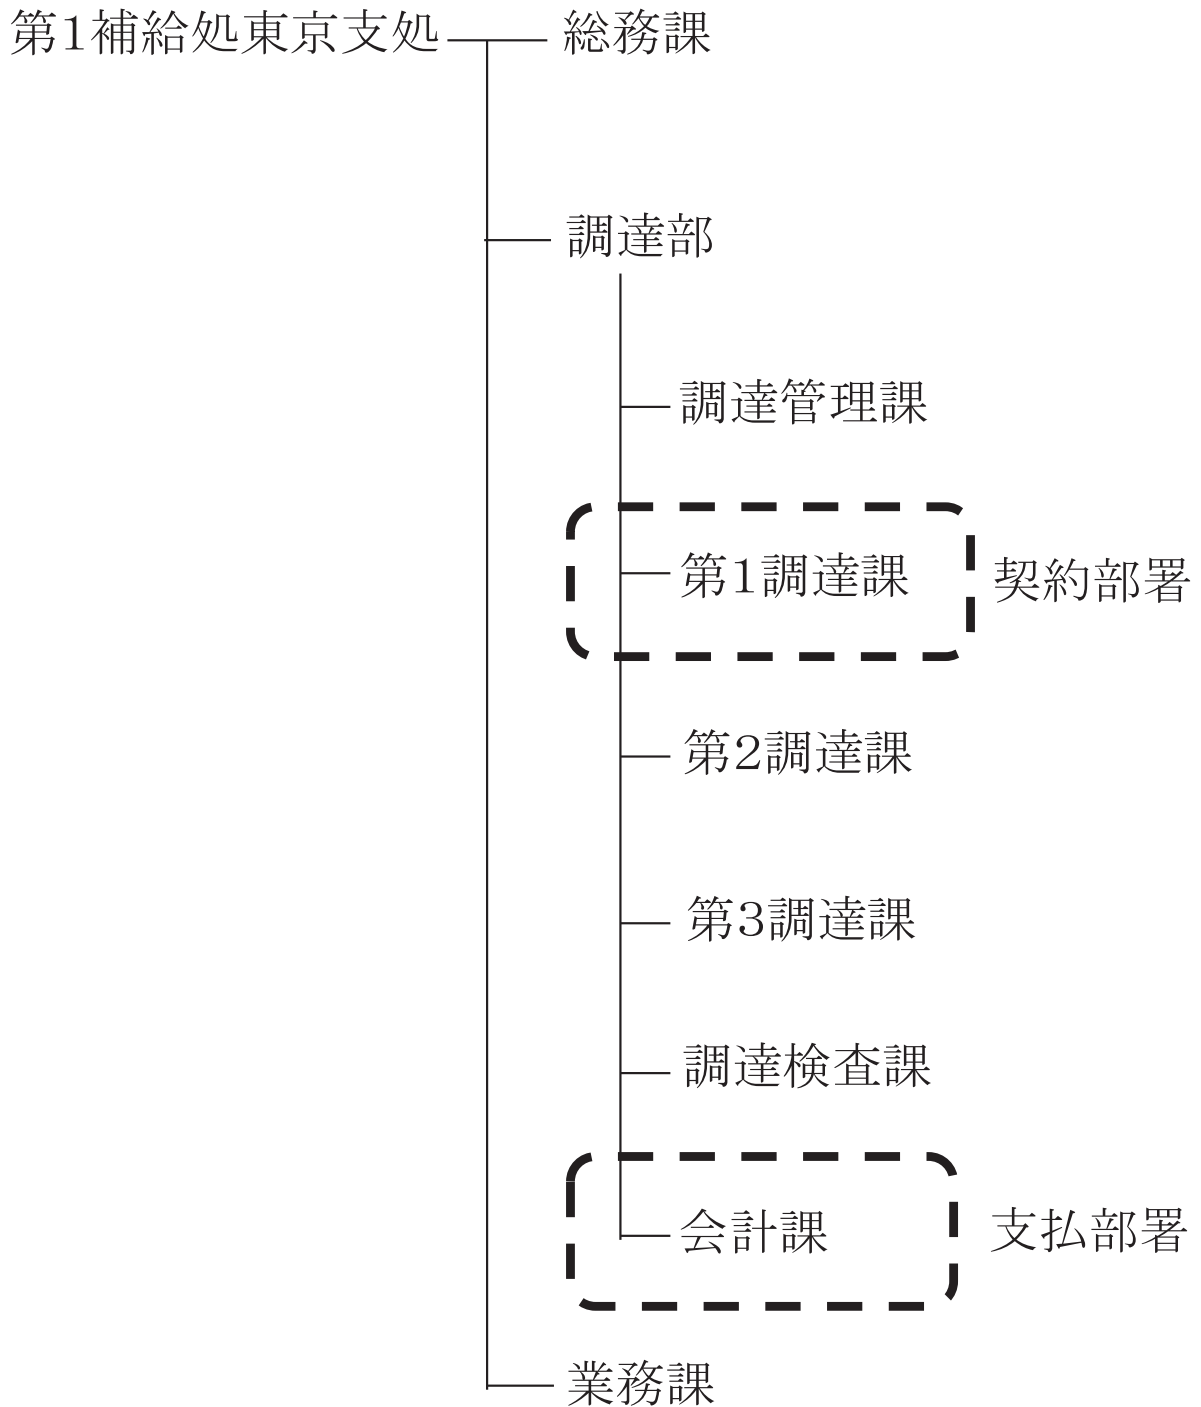 第1補給処東京支処
総務課
調達部
調達管理課
第1調達課
契約部署
第2調達課
第3調達課
調達検査課
会計課
支払部署
業務課